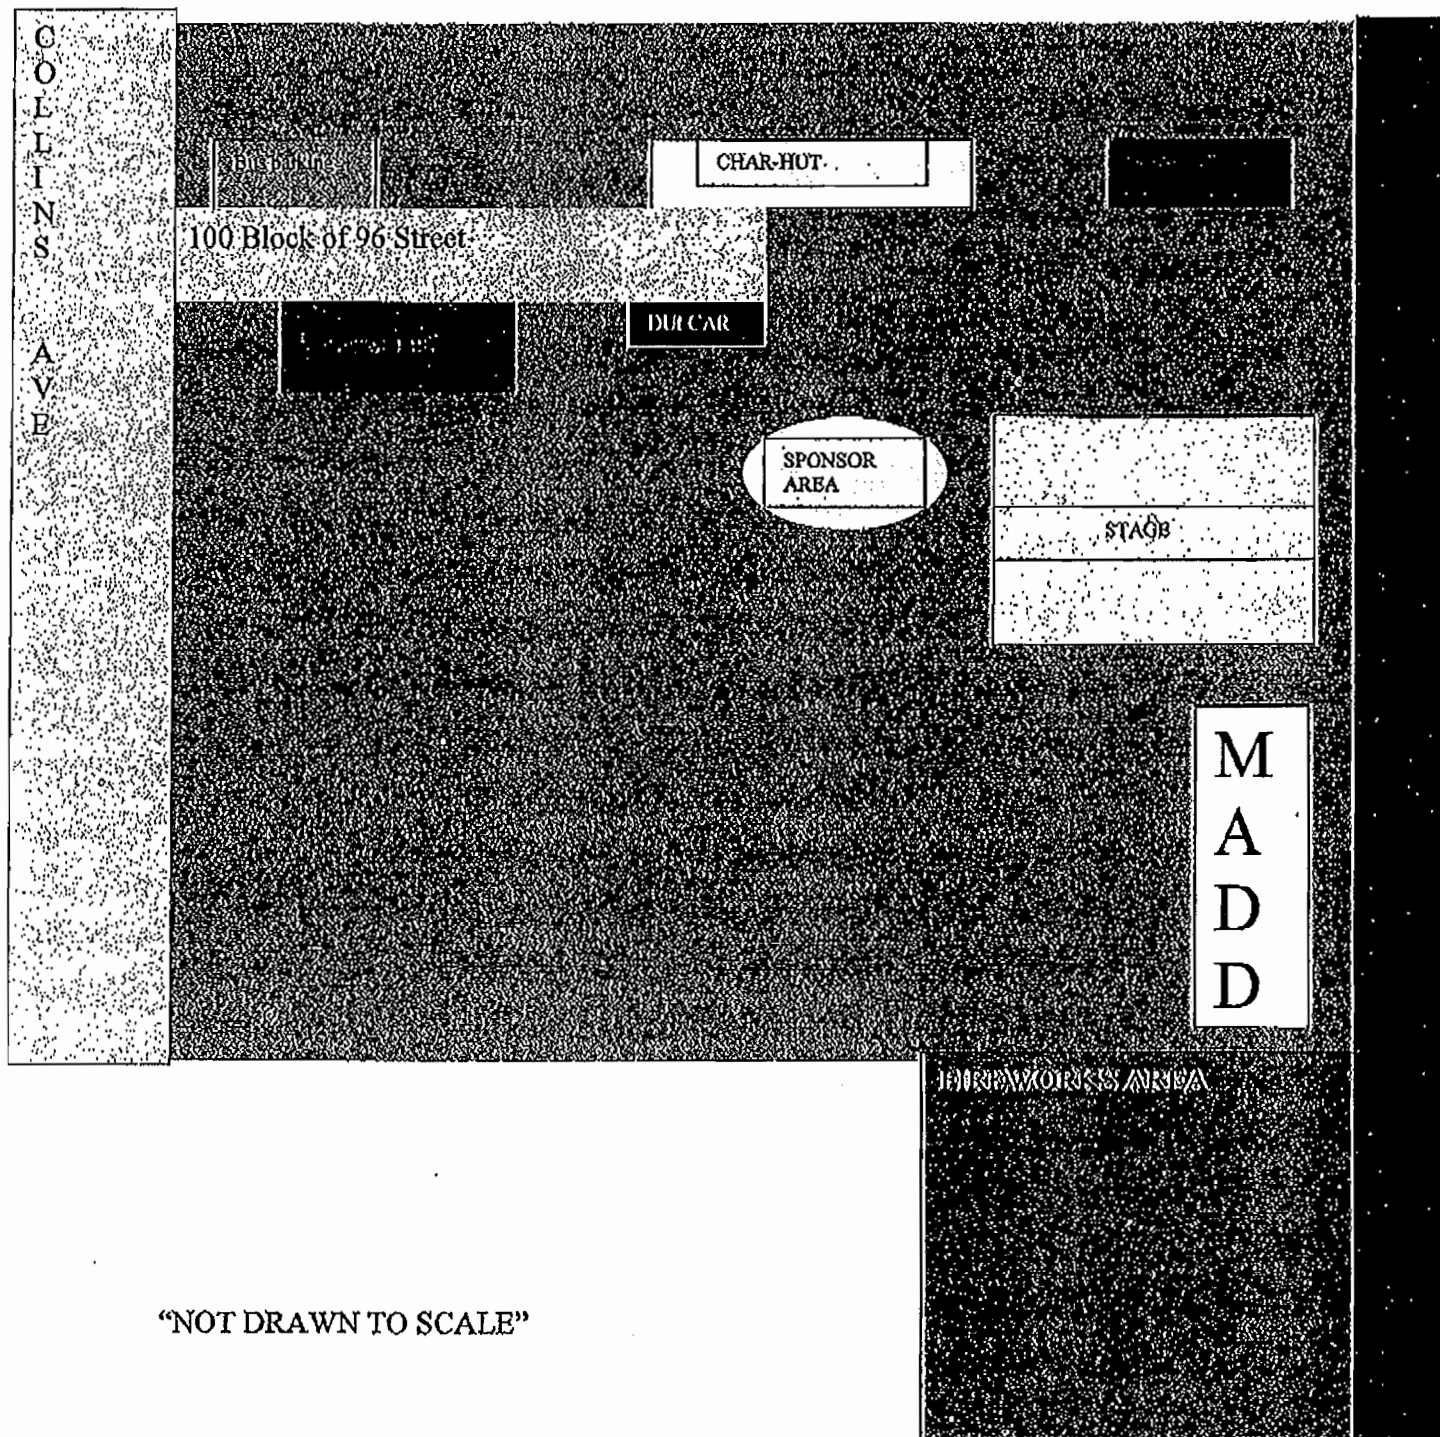 COLLINS AVE
CHAR-HUT
100 Block of 96 Street
DUI CAR
SPONSOR
AREA
STAGE
MADD
FIREWORKS AREA
“NOT DRAWN TO SCALE”